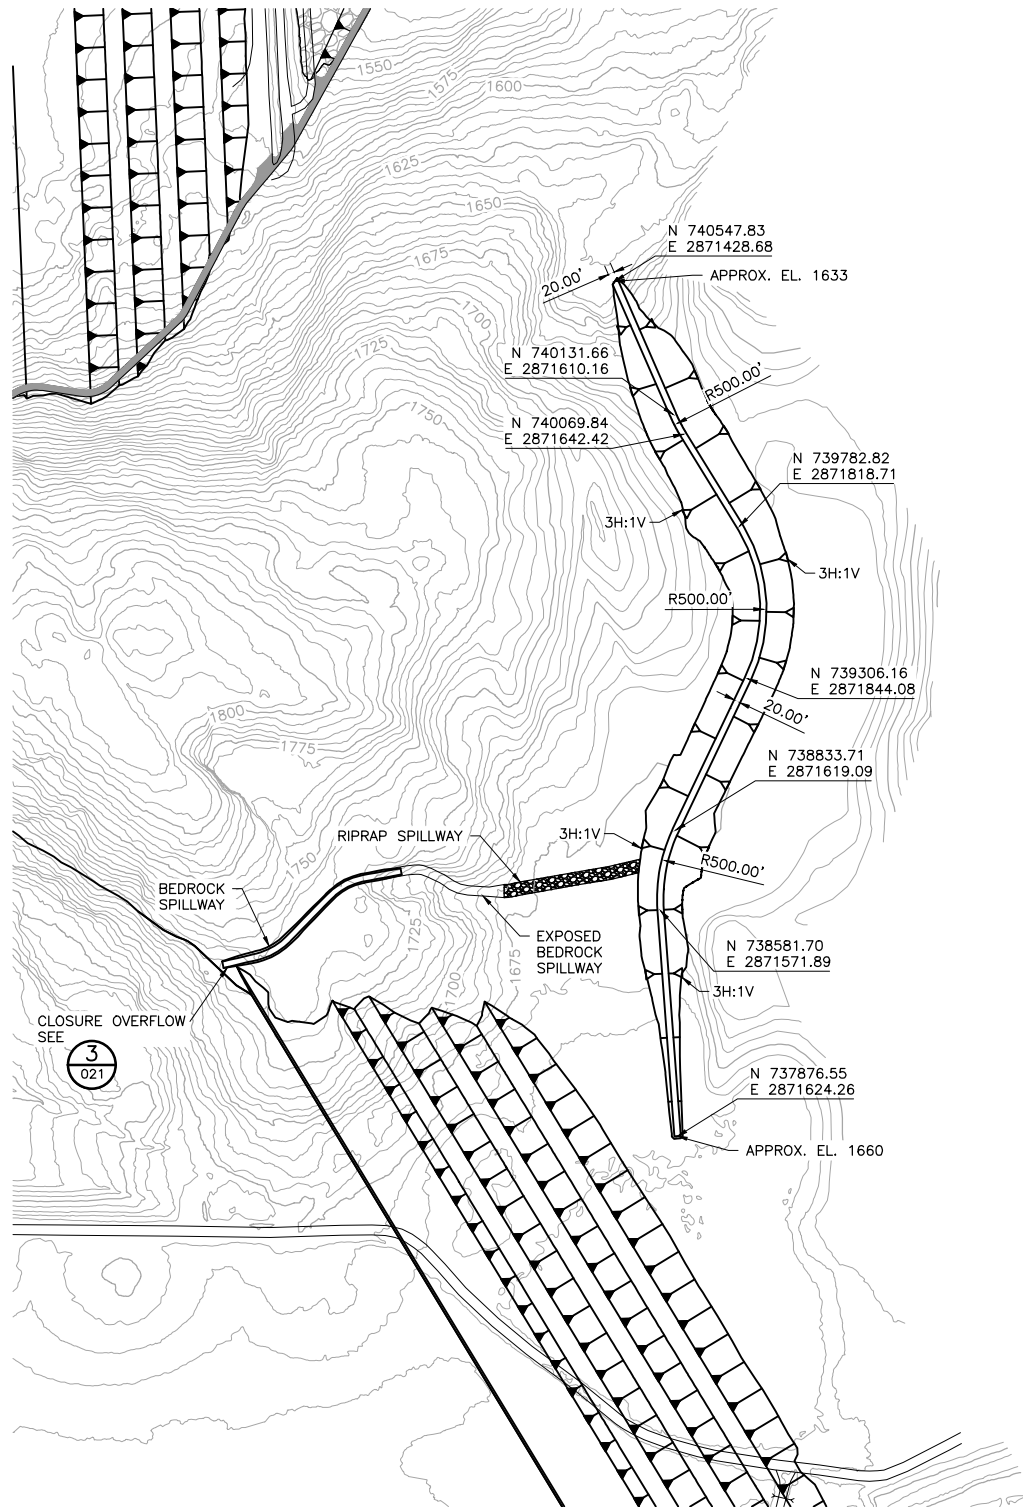 1550
1575
1600
1625
1650
1675
1700
1725
1750
N 740547.83
E 2871428.68
20.00'
APPROX. EL. 1633
N 740131.66
E 2871610.16
R500.00'
N 740069.84
E 2871642.42
N 739782.82
E 2871818.71
3H:1V
3H:1V
R500.00'
N 739306.16
E 2871844.08
20.00'
1800
1775
N 738833.71
E 2871619.09
RIPRAP SPILLWAY
3H:1V
R500.00'
1750
BEDROCK
SPILLWAY
1725
EXPOSED
BEDROCK
SPILLWAY
1675
1700
N 738581.70
E 2871571.89
3H:1V
CLOSURE OVERFLOW
SEE
3
021
N 737876.55
E 2871624.26
APPROX. EL. 1660